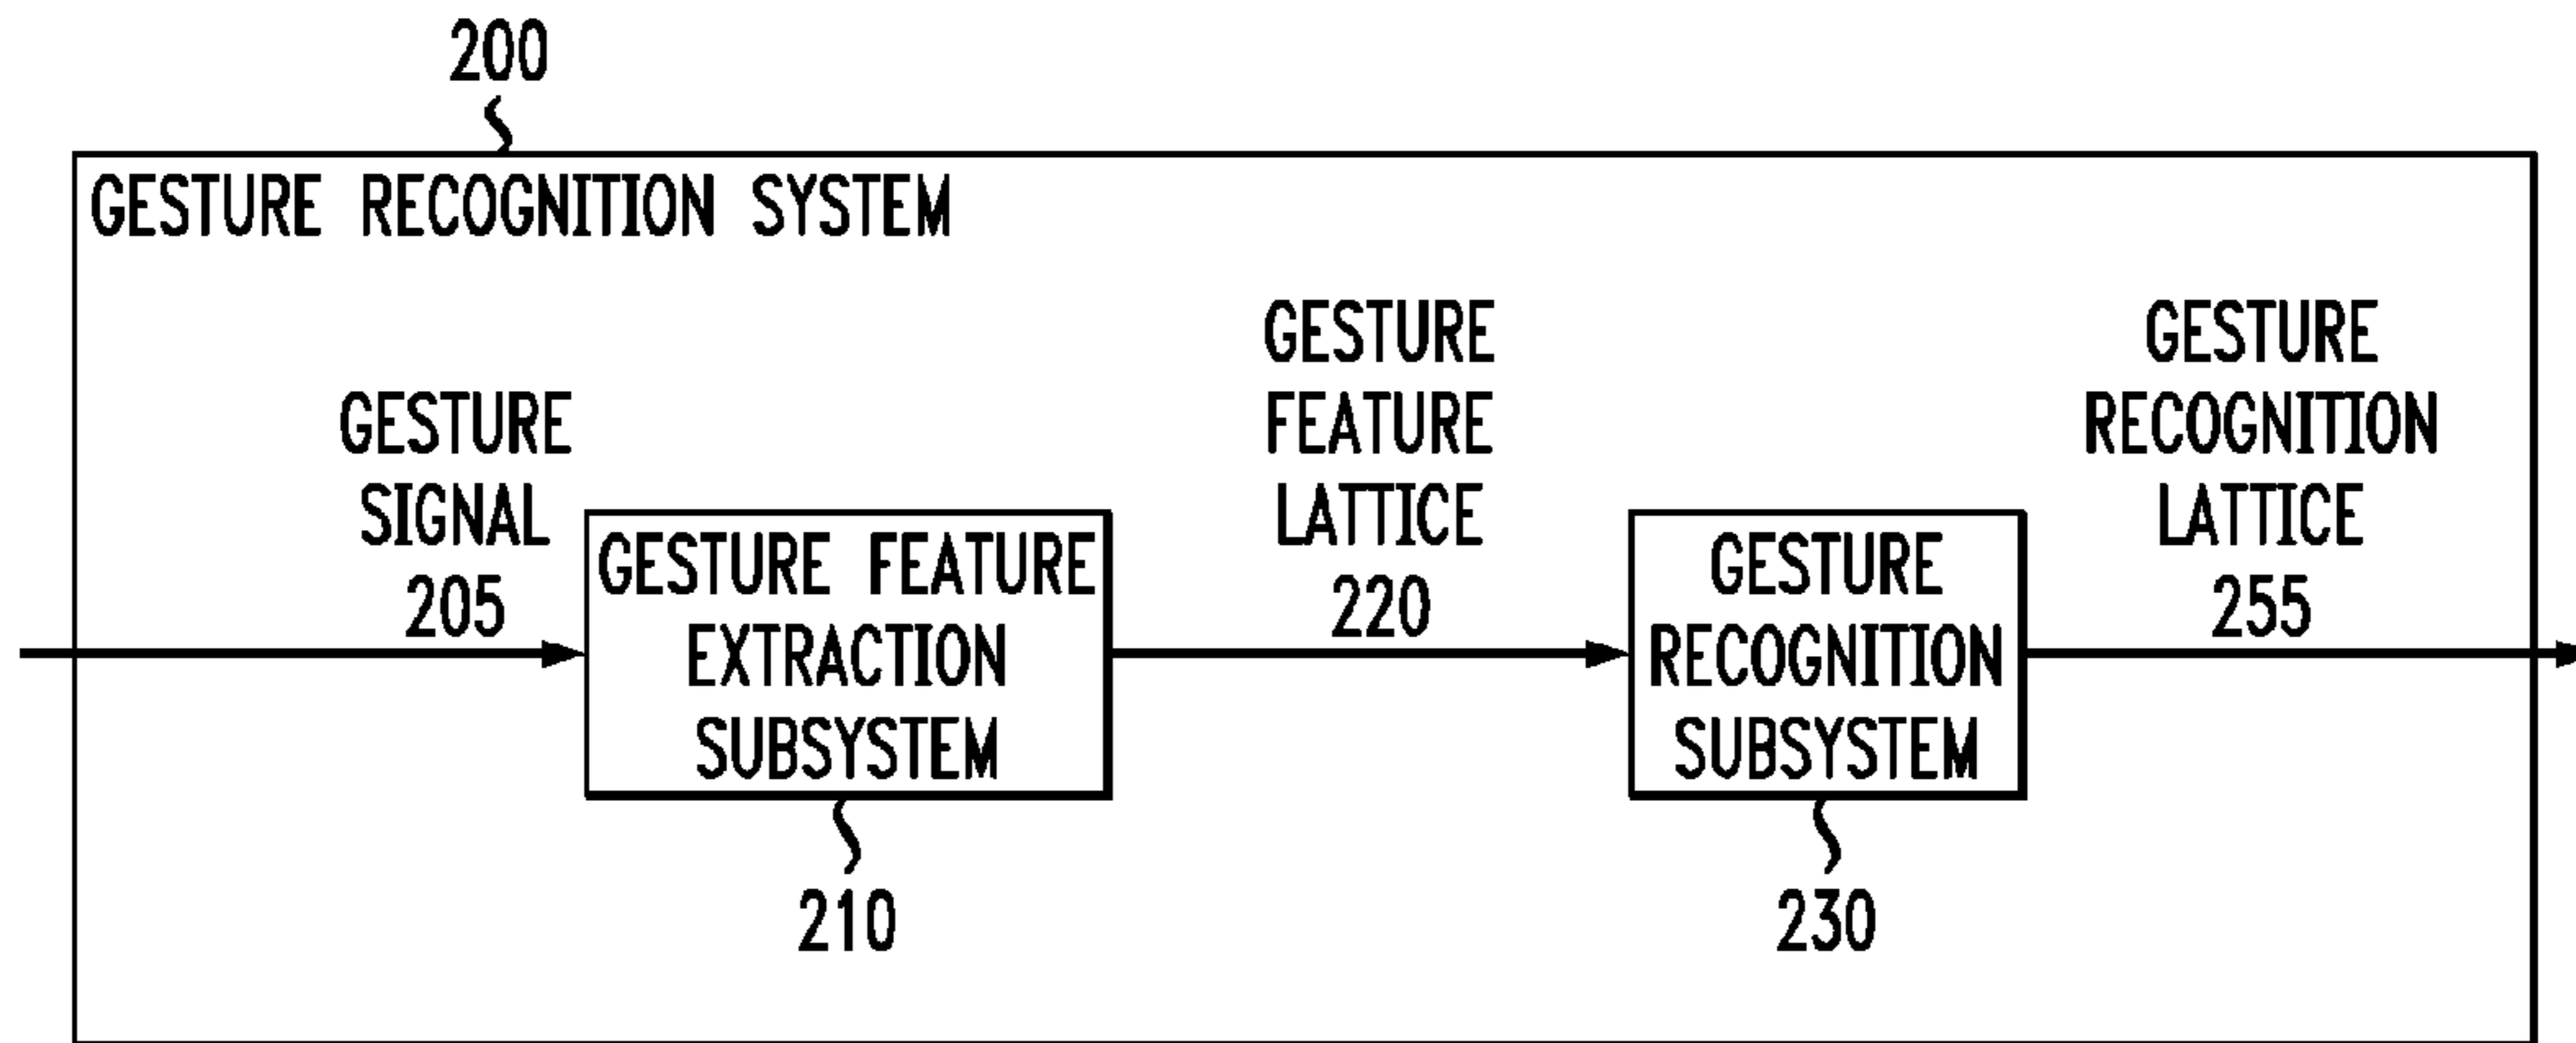 200
GESTURE RECOGNITION SYSTEM
GESTURE
SIGNAL
205
GESTURE FEATURE
EXTRACTION
SUBSYSTEM
210
GESTURE
FEATURE
LATTICE
220
GESTURE
RECOGNITION
SUBSYSTEM
230
GESTURE
RECOGNITION
LATTICE
255